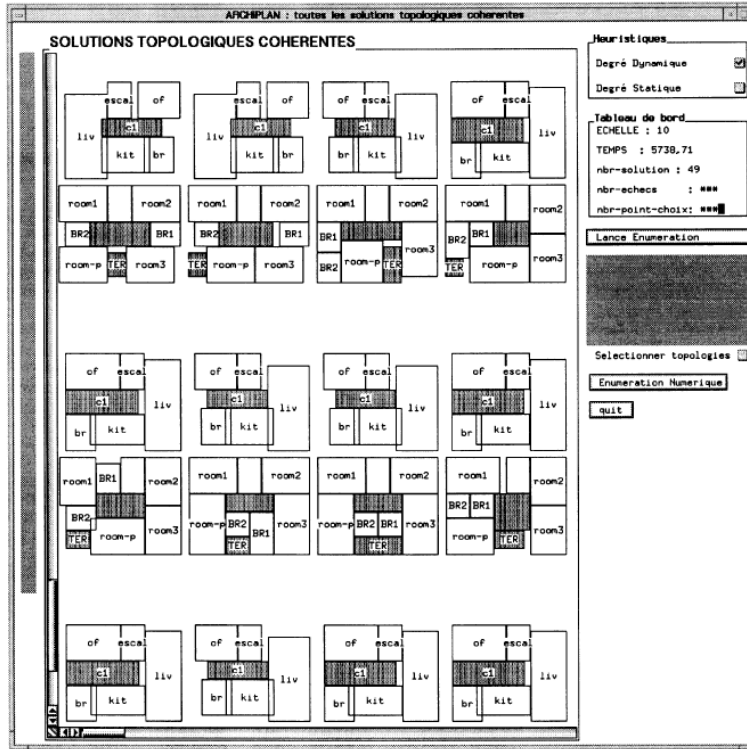 ARCHIPLAN : toutes les solutions topologiques coherentes
SOLUTIONS TOPOLOGIQUES COHERENTES
escal of escal of escal of of escal
liv c1 liv c1 c1 liv c1 liv
kit br kit br br kit br kit
room1 room2 room1 room2 room1 room2 room1 room2
BR2 BR1 BR2 BR1 BR1 BR2 BR1
TER room-p room3
TER room-p room3
BR2 room-p TER room3
TER room-p room3
of escal of escal of escal of escal
c1 liv c1 liv c1 liv c1 liv
br kit br kit br kit br kit
room1 BR1 room2 room1 room2 room1 room2 room1 room2
BR2 room-p room3 room-p BR2 BR1 room3 room-p BR2 BR1 room3 BR2 BR1 room-p room3
TER TER TER TER
of escal of escal of escal of escal
c1 liv c1 liv c1 liv c1 liv
br kit br kit br kit br kit
Heuristiques
Degré Dynamique
Degré Statique
Tableau de bord
ECHELLE : 10
TEMPS : 5738,71
nbr-solution : 49
nbr-echecs : ***
nbr-point-choix: ***
Lance Enumeration
Selectionner topologies
Enumeration Numerique
quit